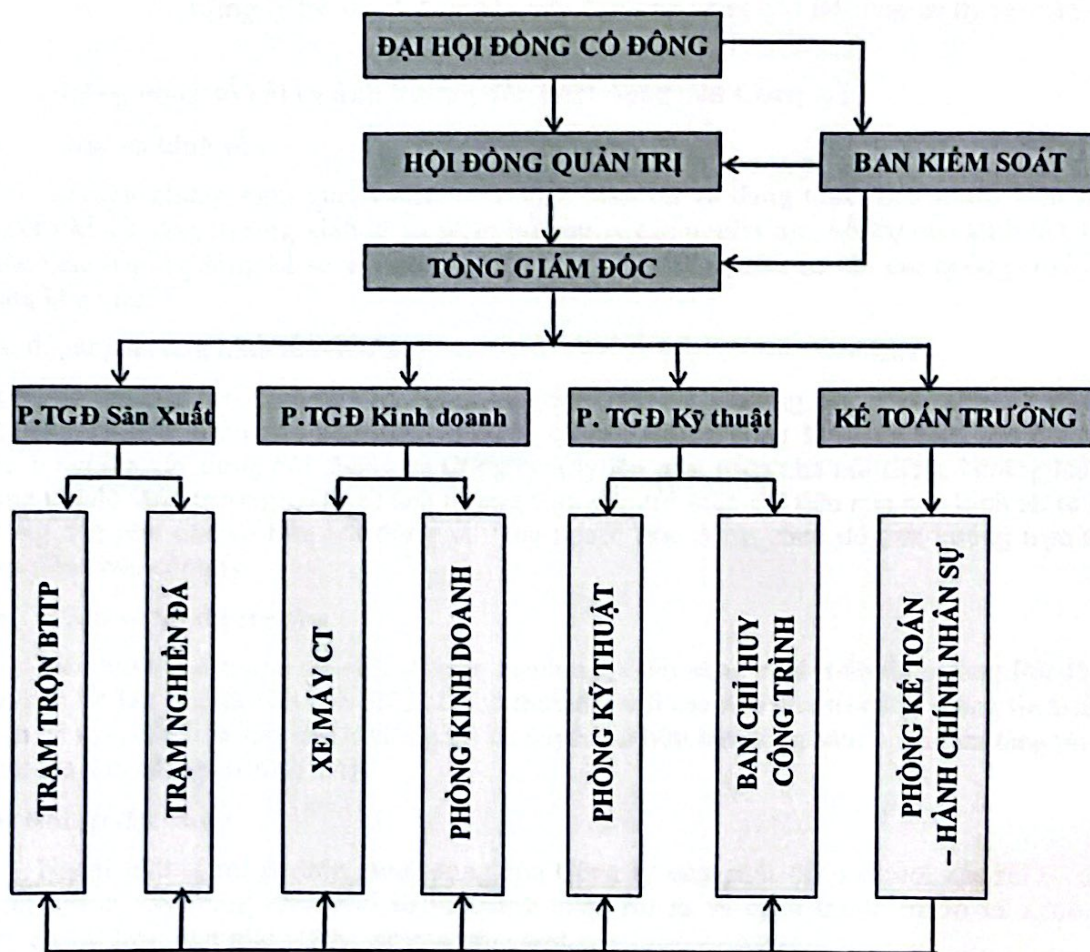 ĐẠI HỘI ĐỒNG CỔ ĐÔNG
HỘI ĐỒNG QUẢN TRỊ
BAN KIỂM SOÁT
TỔNG GIÁM ĐỐC
P.TGĐ Sản Xuất
P.TGĐ Kinh doanh
P.TGĐ Kỹ thuật
KẾ TOÁN TRƯỞNG
TRẠM TRỘN BTTP
TRẠM NGHIỀN ĐÁ
XE MÁY CT
PHÒNG KINH DOANH
PHÒNG KỸ THUẬT
BAN CHỈ HUY
CÔNG TRÌNH
PHÒNG KẾ TOÁN
– HÀNH CHÍNH NHÂN SỰ